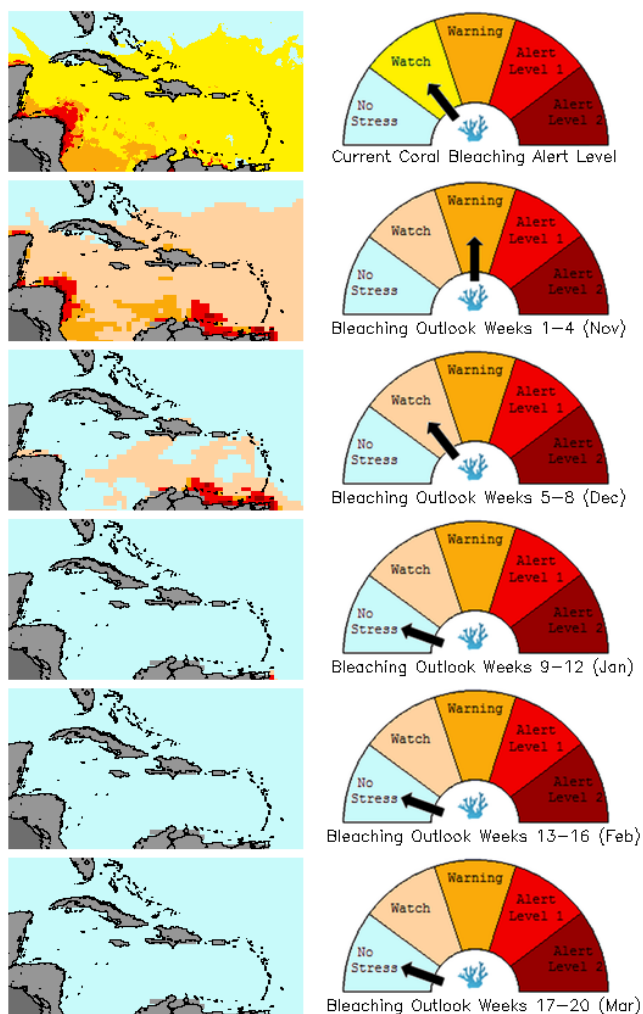 Warning
Watch
Alert
Level 1
No
Stress
Alert
Level 2
Current Coral Bleaching Alert Level
Warning
Watch
Alert
Level 1
No
Stress
Alert
Level 2
Bleaching Outlook Weeks 1-4 (Nov)
Warning
Watch
Alert
Level 1
No
Stress
Alert
Level 2
Bleaching Outlook Weeks 5-8 (Dec)
Warning
Watch
Alert
Level 1
No
Stress
Alert
Level 2
Bleaching Outlook Weeks 9-12 (Jan)
Warning
Watch
Alert
Level 1
No
Stress
Alert
Level 2
Bleaching Outlook Weeks 13-16 (Feb)
Warning
Watch
Alert
Level 1
No
Stress
Alert
Level 2
Bleaching Outlook Weeks 17-20 (Mar)